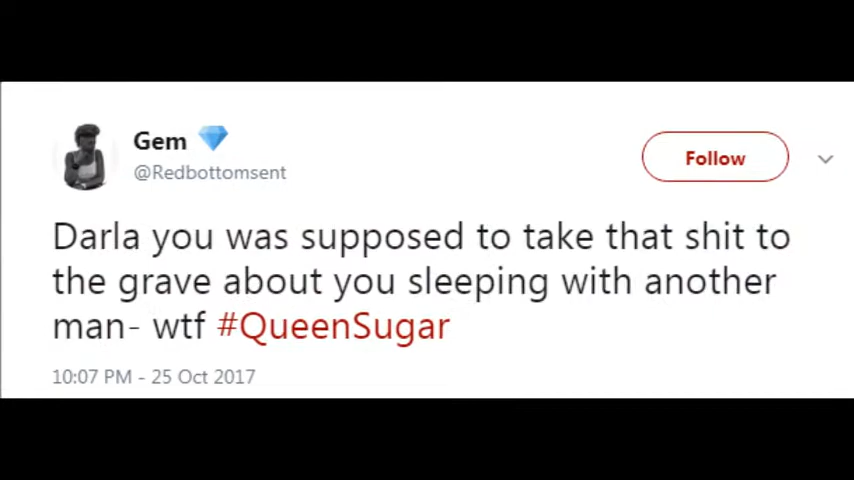 Gem 💎
@Redbottomsent
Follow
Darla you was supposed to take that shit to
the grave about you sleeping with another
man- wtf #QueenSugar
10:07 PM - 25 Oct 2017